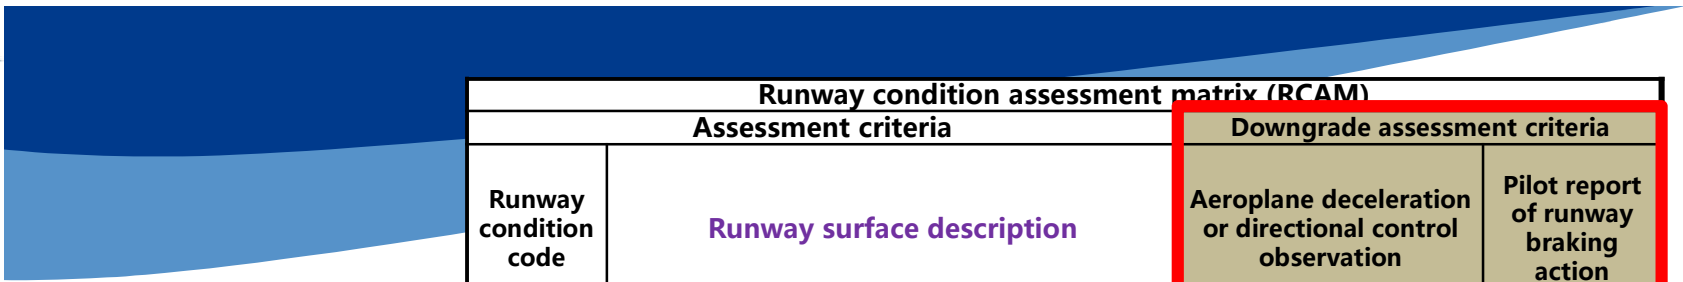 Runway condition assessment matrix (RCAM)
Assessment criteria
Downgrade assessment criteria
Runway
condition
code
Runway surface description
Aeroplane deceleration
or directional control
observation
Pilot report
of runway
braking
action